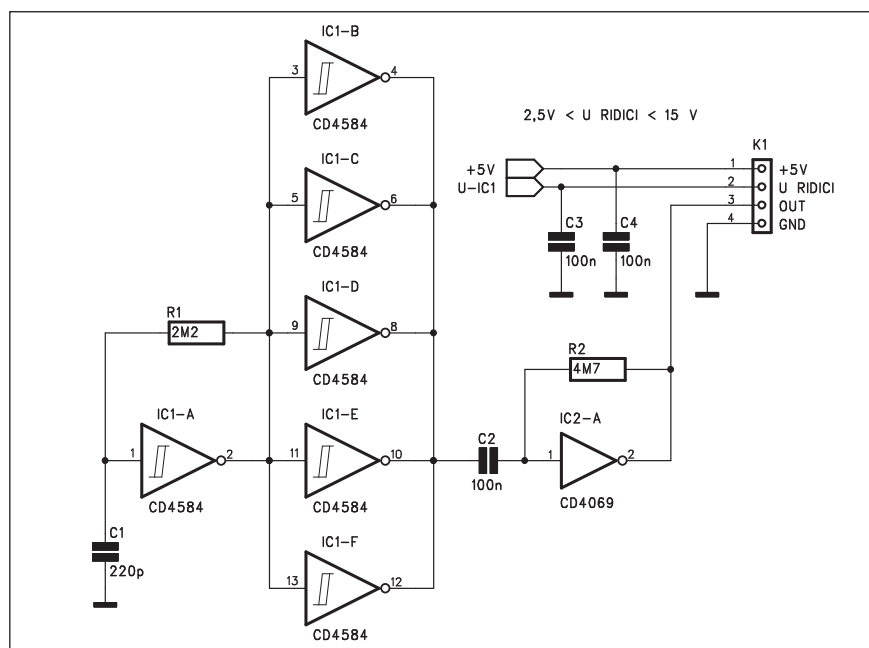 IC1-B
3
4
CD4584
2,5V < U RIDICI < 15 V
IC1-C
K1
+5V
1
+5V
U-IC1
2
U RIDICI
5
6
3
OUT
CD4584
C3
C4
4
GND
100n
100n
IC1-D
R1
2M2
9
8
R2
CD4584
4M7
IC1-A
IC1-E
IC2-A
C2
1
2
11
10
1
2
100n
CD4584
CD4584
CD4069
C1
220p
IC1-F
13
12
CD4584